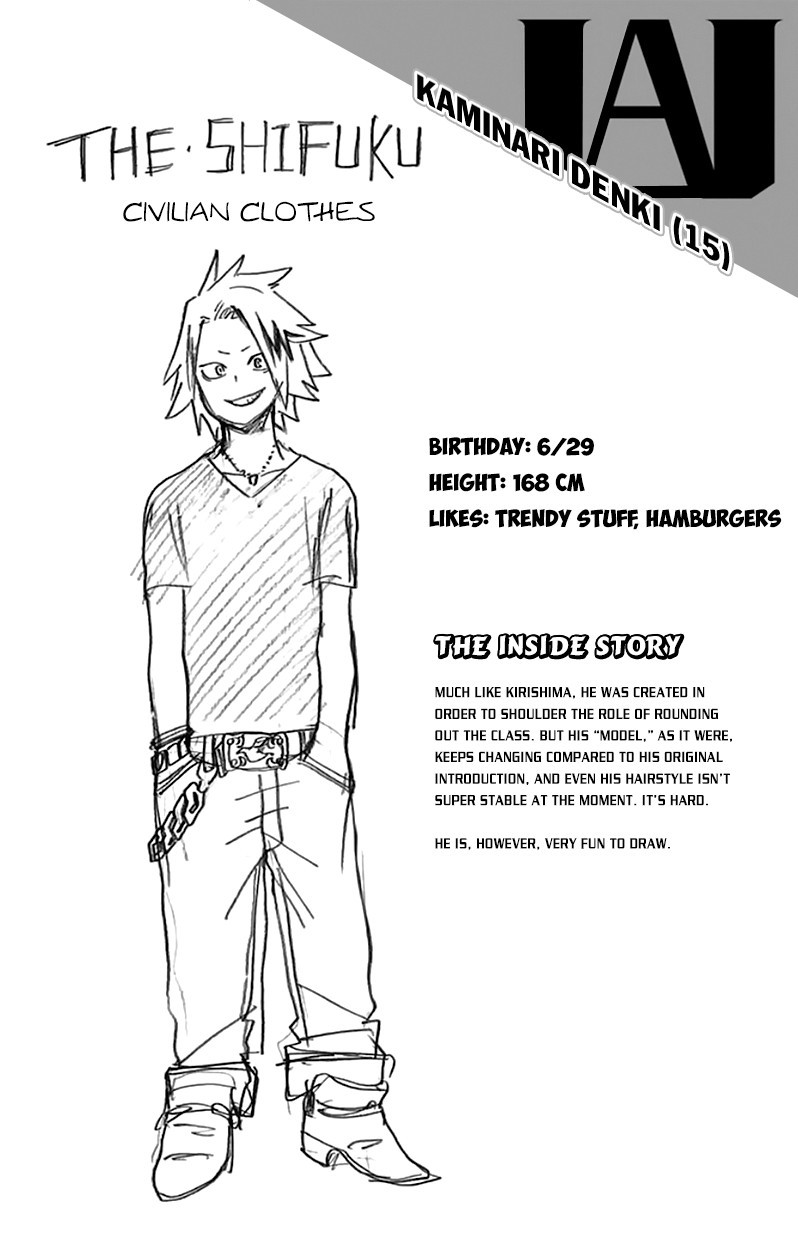 UA
KAMINARI DENKI (15)
THE·SHIFUKU
CIVILIAN CLOTHES
BIRTHDAY: 6/29
HEIGHT: 168 CM
LIKES: TRENDY STUFF, HAMBURGERS
THE INSIDE STORY
MUCH LIKE KIRISHIMA, HE WAS CREATED IN
ORDER TO SHOULDER THE ROLE OF ROUNDING
OUT THE CLASS. BUT HIS “MODEL,” AS IT WERE,
KEEPS CHANGING COMPARED TO HIS ORIGINAL
INTRODUCTION, AND EVEN HIS HAIRSTYLE ISN'T
SUPER STABLE AT THE MOMENT. IT'S HARD.
HE IS, HOWEVER, VERY FUN TO DRAW.